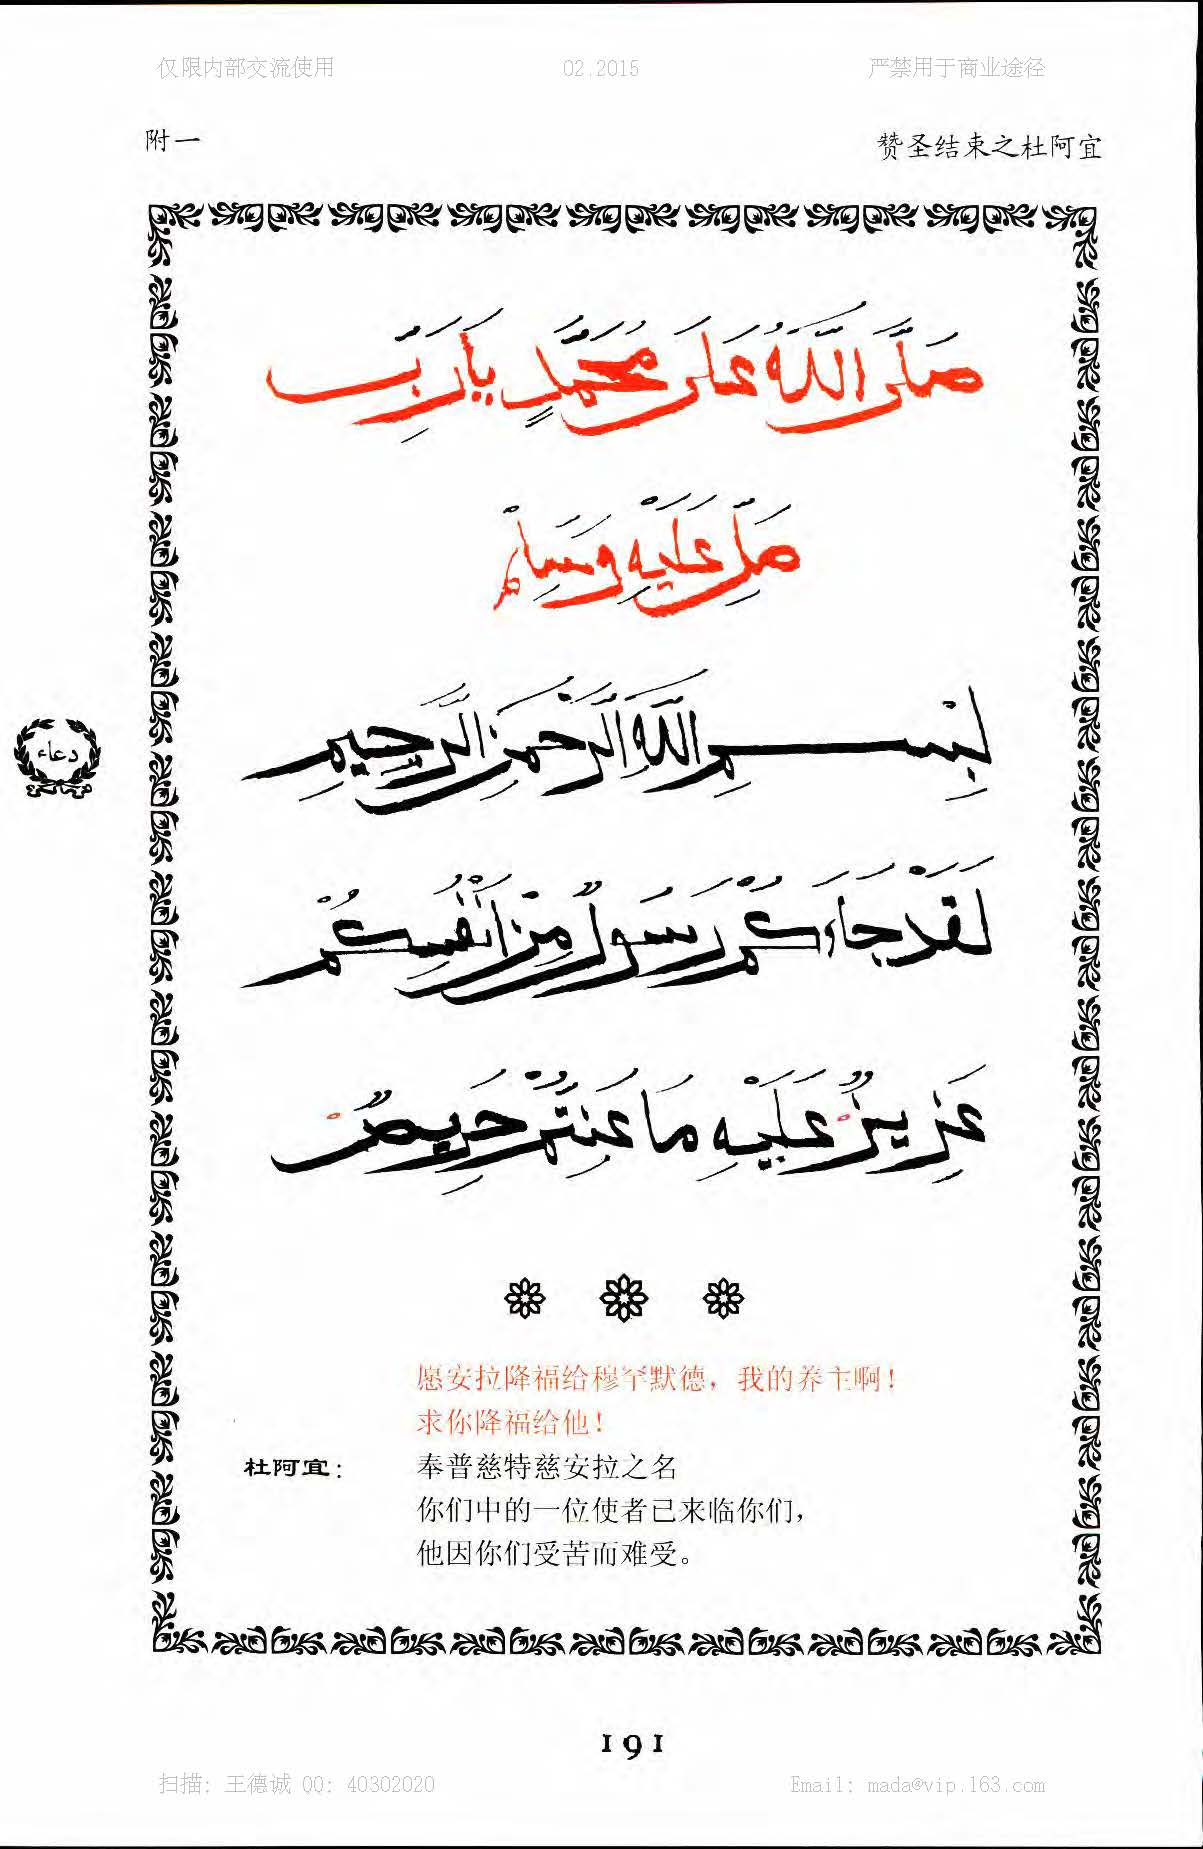 仅限内部交流使用 02.2015 严禁用于商业途径
附一 赞圣结束之杜阿宜
صَلَّى اللَّهُ عَلَى مُحَمَّدٍ يَا رَبِّ
صَلِّ عَلَيْهِ وَسَلِّمْ
بِسْمِ اللَّهِ الرَّحْمَنِ الرَّحِيمِ
دعاء
لَقَدْ جَاءَكُمْ رَسُولٌ مِنْ أَنْفُسِكُمْ
عَزِيزٌ عَلَيْهِ مَا عَنِتُّمْ حَرِيصٌ
愿安拉降福给穆罕默德，我的养主啊！
求你降福给他！
杜阿宜： 奉普慈特慈安拉之名
你们中的一位使者已来临你们，
他因你们受苦而难受。
191
扫描: 王德诚 QQ: 40302020 Email: mada@vip.163.com